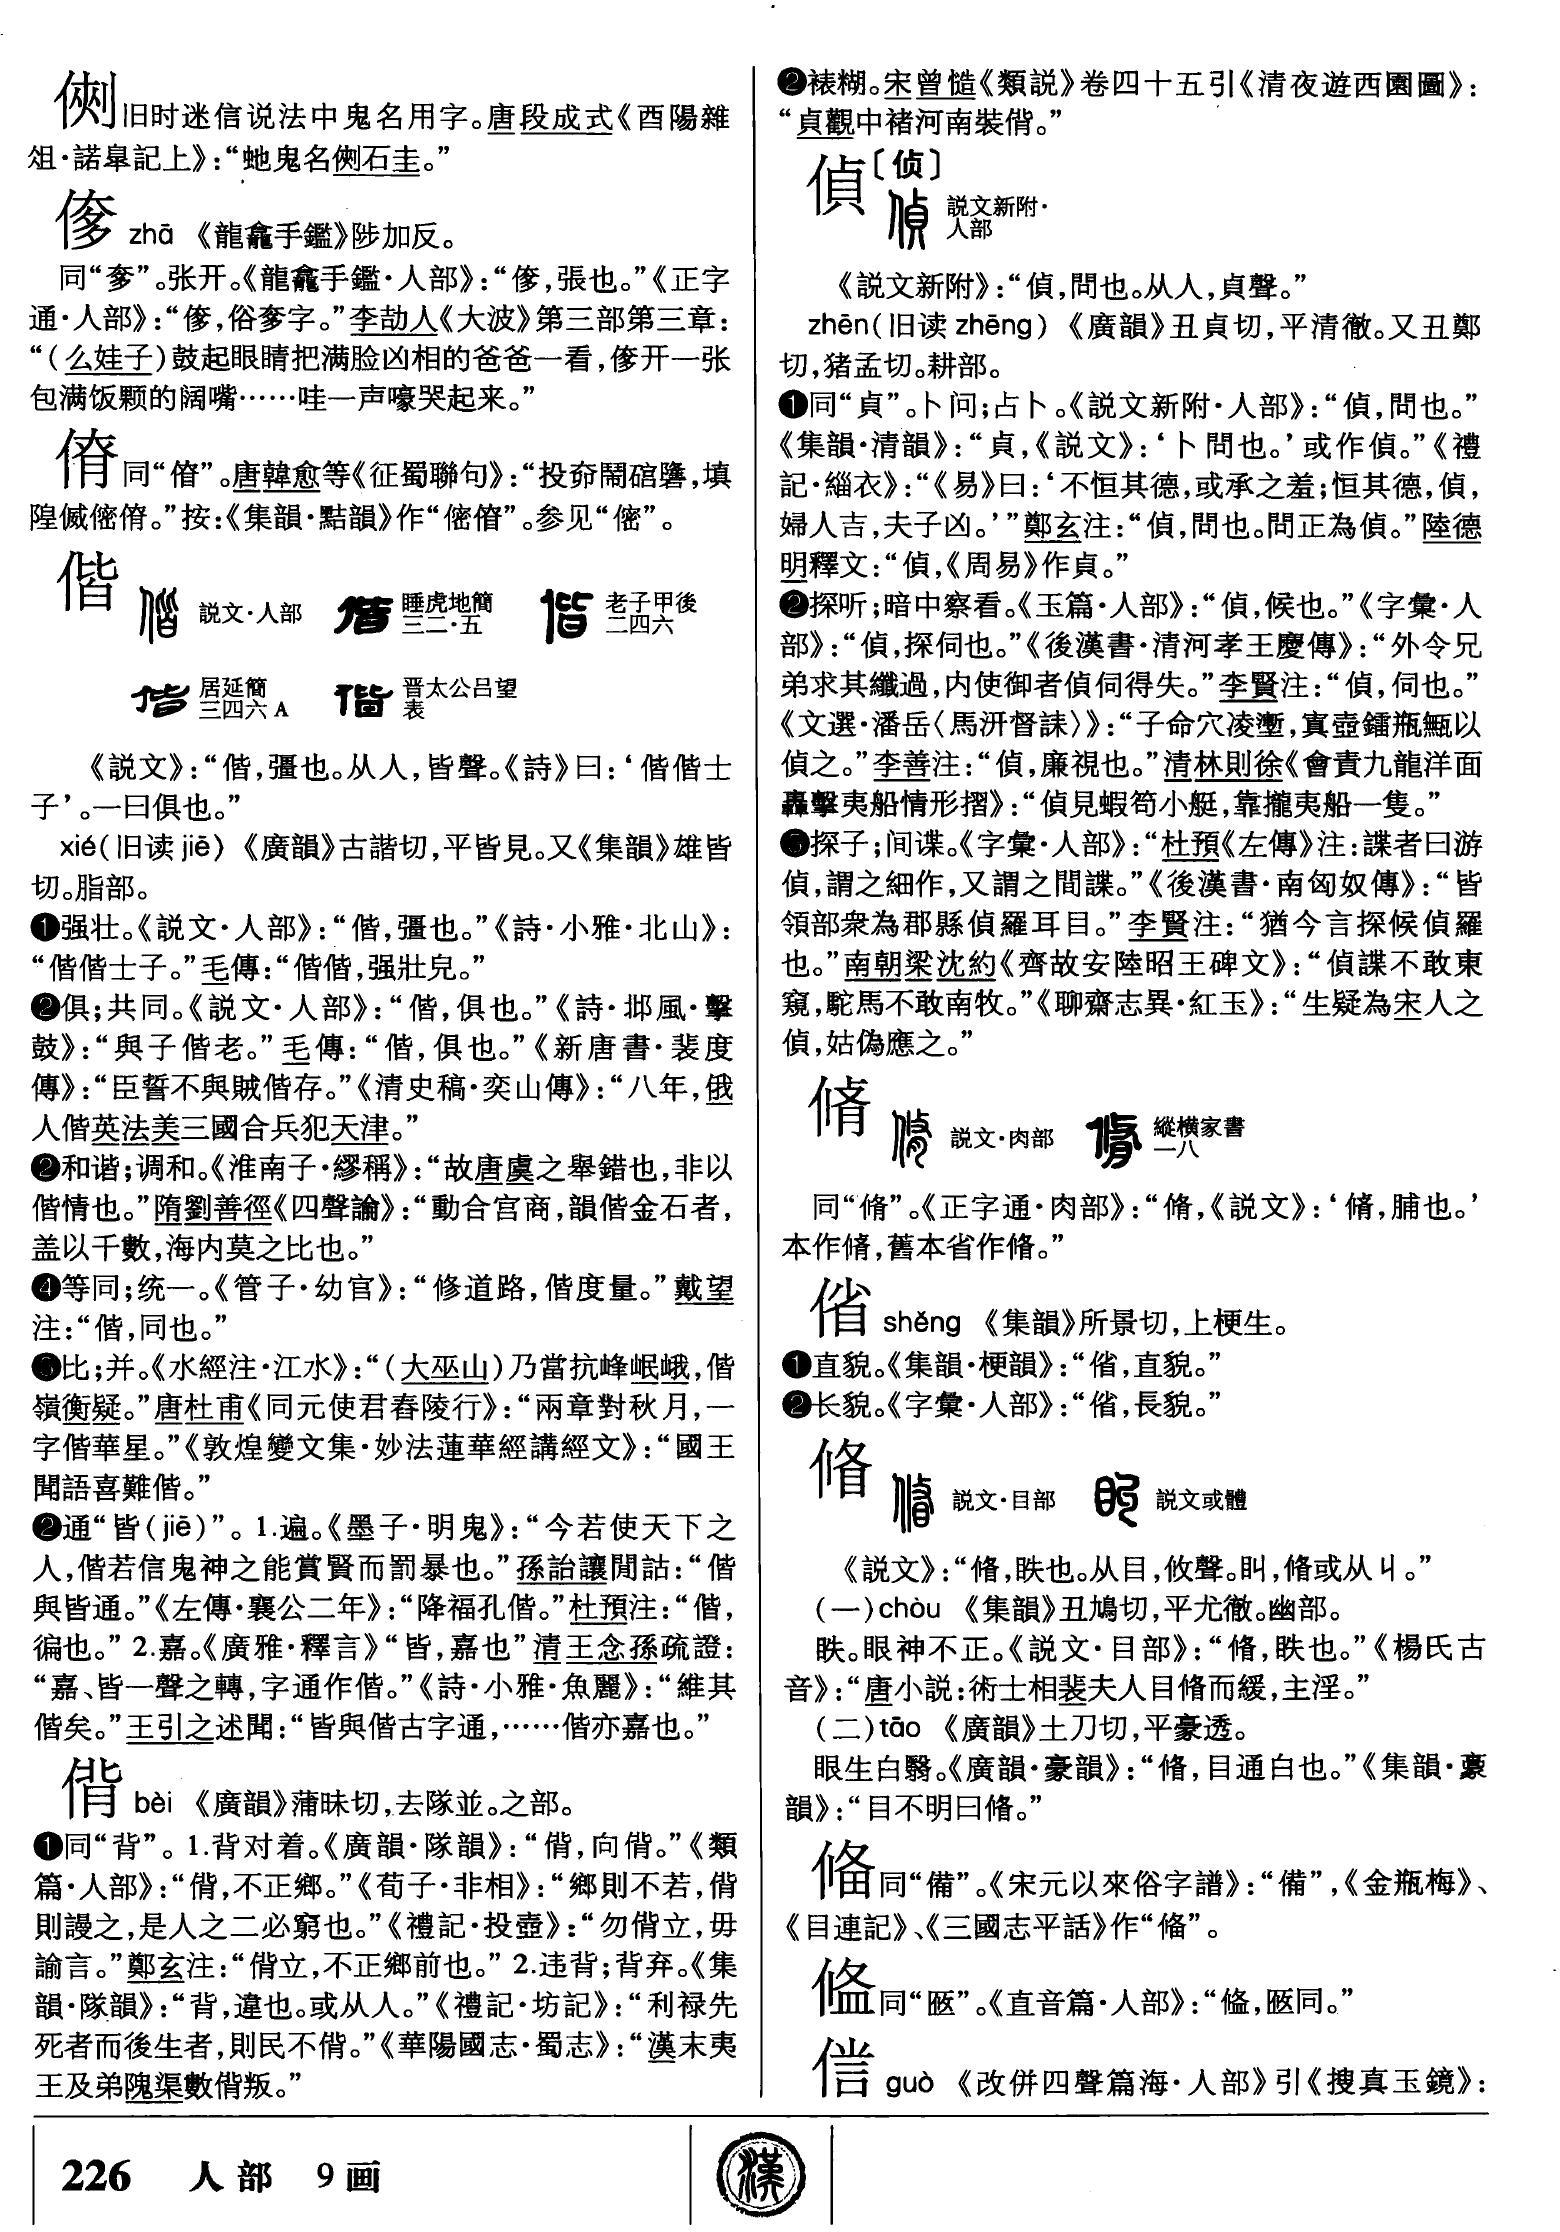 旧时迷信说法中鬼名用字。唐段成式《酉陽雜
俎·諾皋記上》:“虵鬼名㑜石圭。”
偧 zhā 《龍龕手鑑》陟加反。
同“奓”。张开。《龍龕手鑑·人部》:“偧,張也。”《正字
通·人部》:“偧,俗奓字。”李劼人《大波》第三部第三章:
“(么娃子)鼓起眼睛把满脸凶相的爸爸一看,偧开一张
包满饭颗的阔嘴……哇一声嚎哭起来。”
唐韓愈等《征蜀聯句》:“投奅鬧䃔䨜,填
按:《集韻·黠韻》作
偕 説文·人部 睡虎地簡三二·五 老子甲後二四六
居延簡三四六A 晋太公吕望表
《説文》:“偕,彊也。从人,皆聲。《詩》曰:‘偕偕士
子’。一曰俱也。”
xié(旧读jiē) 《廣韻》古諧切,平皆見。又《集韻》雄皆
切。脂部。
❶强壮。《説文·人部》:“偕,彊也。”《詩·小雅·北山》:
“偕偕士子。”毛傳:“偕偕,强壯皃。”
❷俱;共同。《説文·人部》:“偕,俱也。”《詩·邶風·擊
鼓》:“與子偕老。”毛傳:“偕,俱也。”《新唐書·裴度
傳》:“臣誓不與賊偕存。”《清史稿·奕山傳》:“八年,俄
人偕英法美三國合兵犯天津。”
❷和谐;调和。《淮南子·繆稱》:“故唐虞之舉錯也,非以
偕情也。”隋劉善徑《四聲論》:“動合宫商,韻偕金石者,
盖以千數,海内莫之比也。”
❹等同;统一。《管子·幼官》:“修道路,偕度量。”戴望
注:“偕,同也。”
❺比;并。《水經注·江水》:“(大巫山)乃當抗峰岷峨,偕
嶺衡疑。”唐杜甫《同元使君舂陵行》:“兩章對秋月,一
字偕華星。”《敦煌變文集·妙法蓮華經講經文》:“國王
聞語喜難偕。”
❷通“皆(jiē)”。1.遍。《墨子·明鬼》:“今若使天下之
人,偕若信鬼神之能賞賢而罰暴也。”孫詒讓閒詁:“偕
與皆通。”《左傳·襄公二年》:“降福孔偕。”杜預注:“偕,
徧也。”2.嘉。《廣雅·釋言》“皆,嘉也”清王念孫疏證:
“嘉、皆一聲之轉,字通作偕。”《詩·小雅·魚麗》:“維其
偕矣。”王引之述聞:“皆與偕古字通,……偕亦嘉也。”
偝 bèi 《廣韻》蒲昧切,去隊並。之部。
❶同“背”。1.背对着。《廣韻·隊韻》:“偝,向偝。”《類
篇·人部》:“偝,不正鄉。”《荀子·非相》:“鄉則不若,偝
則謾之,是人之二必窮也。”《禮記·投壺》:“勿偝立,毋
諭言。”鄭玄注:“偝立,不正鄉前也。”2.违背;背弃。《集
韻·隊韻》:“背,違也。或从人。”《禮記·坊記》:“利禄先
死者而後生者,則民不偝。”《華陽國志·蜀志》:“漢末夷
王及弟隗渠數偝叛。”
❷裱糊。宋曾慥《類説》卷四十五引《清夜遊西園圖》:
“貞觀中褚河南裝偝。”
偵〔侦〕 説文新附·人部
《説文新附》:“偵,問也。从人,貞聲。”
zhēn(旧读zhēng) 《廣韻》丑貞切,平清徹。又丑鄭
切,猪孟切。耕部。
❶同“貞”。卜问;占卜。《説文新附·人部》:“偵,問也。”
《集韻·清韻》:“貞,《説文》:‘卜問也。’或作偵。”《禮
記·緇衣》:“《易》曰:‘不恒其德,或承之羞;恒其德,偵,
婦人吉,夫子凶。’”鄭玄注:“偵,問也。問正為偵。”陸德
明釋文:“偵,《周易》作貞。”
❷探听;暗中察看。《玉篇·人部》:“偵,候也。”《字彙·人
部》:“偵,探伺也。”《後漢書·清河孝王慶傳》:“外令兄
弟求其纖過,内使御者偵伺得失。”李賢注:“偵,伺也。”
《文選·潘岳〈馬汧督誄〉》:“子命穴浚塹,寘壺鐳瓶甒以
偵之。”李善注:“偵,廉視也。”清林則徐《會責九龍洋面
轟擊夷船情形摺》:“偵見蝦笱小艇,靠攏夷船一隻。”
❺探子;间谍。《字彙·人部》:“杜預《左傳》注:諜者曰游
偵,謂之細作,又謂之間諜。”《後漢書·南匈奴傳》:“皆
領部衆為郡縣偵羅耳目。”李賢注:“猶今言探候偵羅
也。”南朝梁沈約《齊故安陸昭王碑文》:“偵諜不敢東
窺,駝馬不敢南牧。”《聊齋志異·紅玉》:“生疑為宋人之
偵,姑偽應之。”
説文·肉部 縱横家書一八
同“脩”。《正字通·肉部》:“脩,《説文》:‘脩,脯也。’
本作脩,舊本省作脩。”
偗 shěng 《集韻》所景切,上梗生。
❶直貌。《集韻·梗韻》:“偗,直貌。”
❷长貌。《字彙·人部》:“偗,長貌。”
䏔 説文·目部 説文或體
《説文》:“䏔,眣也。从目,攸聲。䀏,䏔或从丩。”
(一)chòu 《集韻》丑鳩切,平尤徹。幽部。
眣。眼神不正。《説文·目部》:“䏔,眣也。”《楊氏古
音》:“唐小説:術士相裴夫人目䏔而緩,主淫。”
(二)tāo 《廣韻》土刀切,平豪透。
眼生白翳。《廣韻·豪韻》:“䏔,目通白也。”《集韻·豪
韻》:“目不明曰䏔。”
同“備”。《宋元以來俗字譜》:“備”,《金瓶梅》、
《目連記》、《三國志平話》作
《直音篇·人部》:
guò 《改併四聲篇海·人部》引《搜真玉鏡》:
226 人部 9画
漢